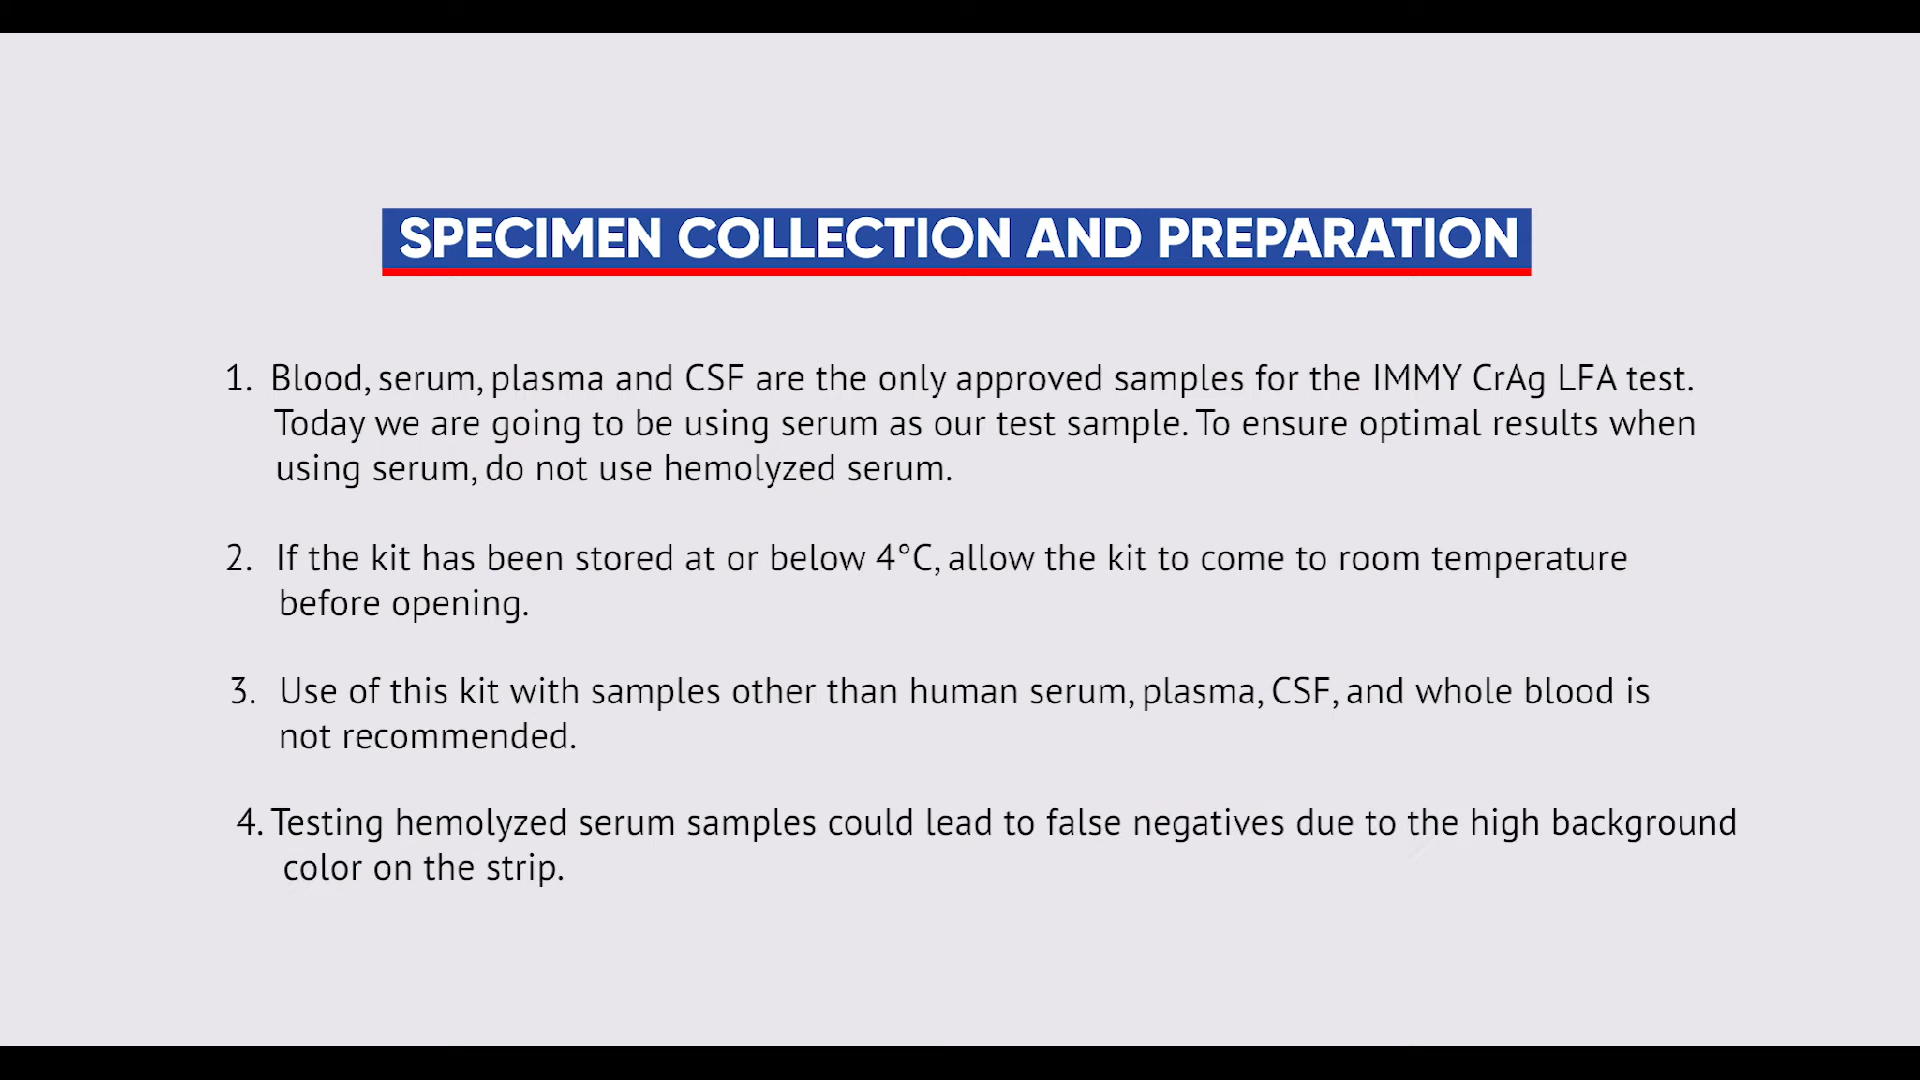 SPECIMEN COLLECTION AND PREPARATION
1. Blood, serum, plasma and CSF are the only approved samples for the IMMY CrAg LFA test.
Today we are going to be using serum as our test sample. To ensure optimal results when
using serum, do not use hemolyzed serum.
2. If the kit has been stored at or below 4°C, allow the kit to come to room temperature
before opening.
3. Use of this kit with samples other than human serum, plasma, CSF, and whole blood is
not recommended.
4. Testing hemolyzed serum samples could lead to false negatives due to the high background
color on the strip.